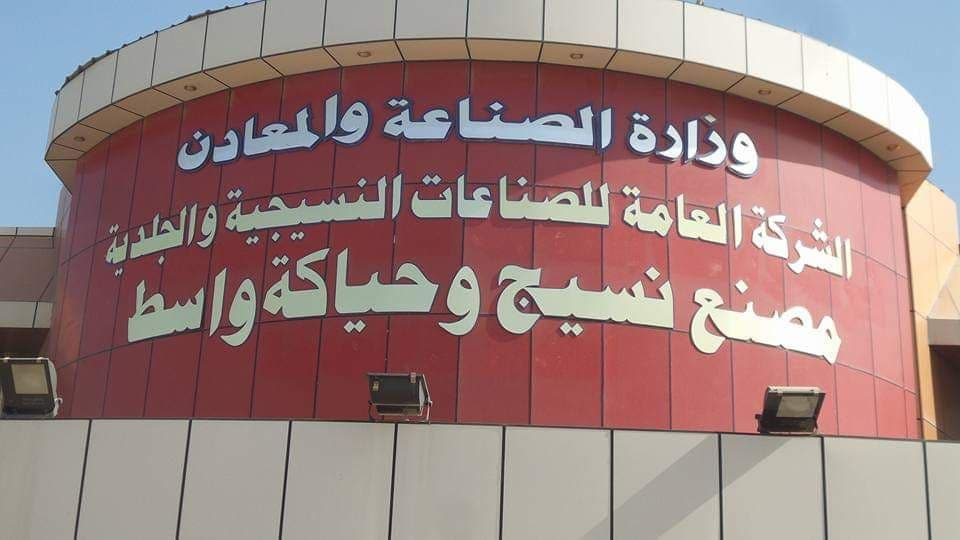 وزارة الصناعة والمعادن
الشركة العامة للصناعات النسيجية والجلدية
مصنع نسيج وحياكة واسط